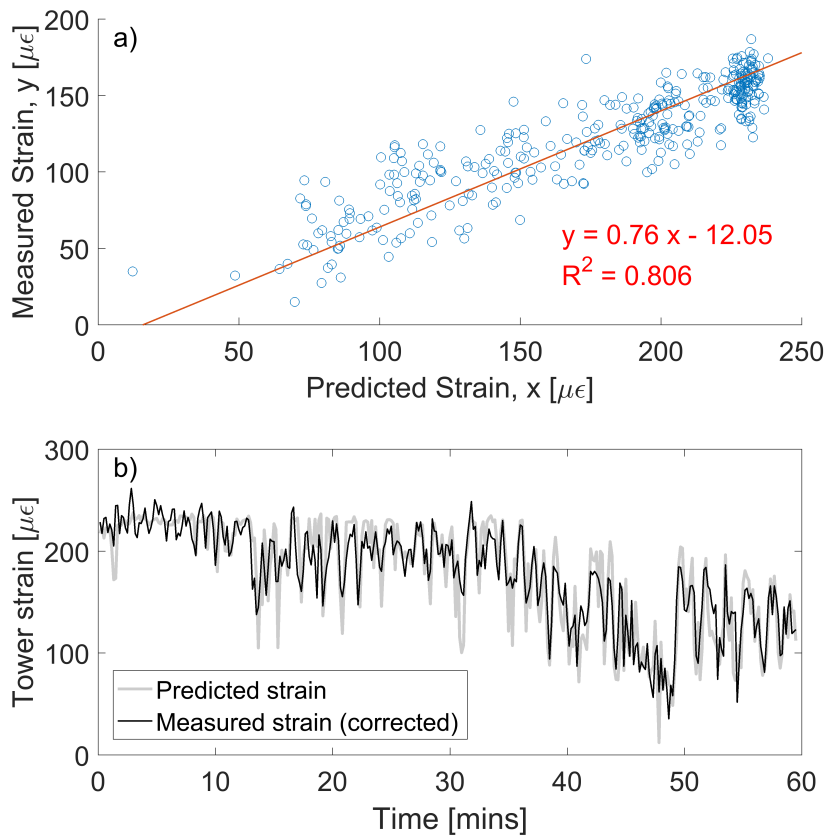 a)
Measured Strain, y [με]
200
150
100
50
0
y = 0.76 x - 12.05
R² = 0.806
0 50 100 150 200 250
Predicted Strain, x [με]
b)
Tower strain [με]
300
200
100
0
Predicted strain
Measured strain (corrected)
0 10 20 30 40 50 60
Time [mins]